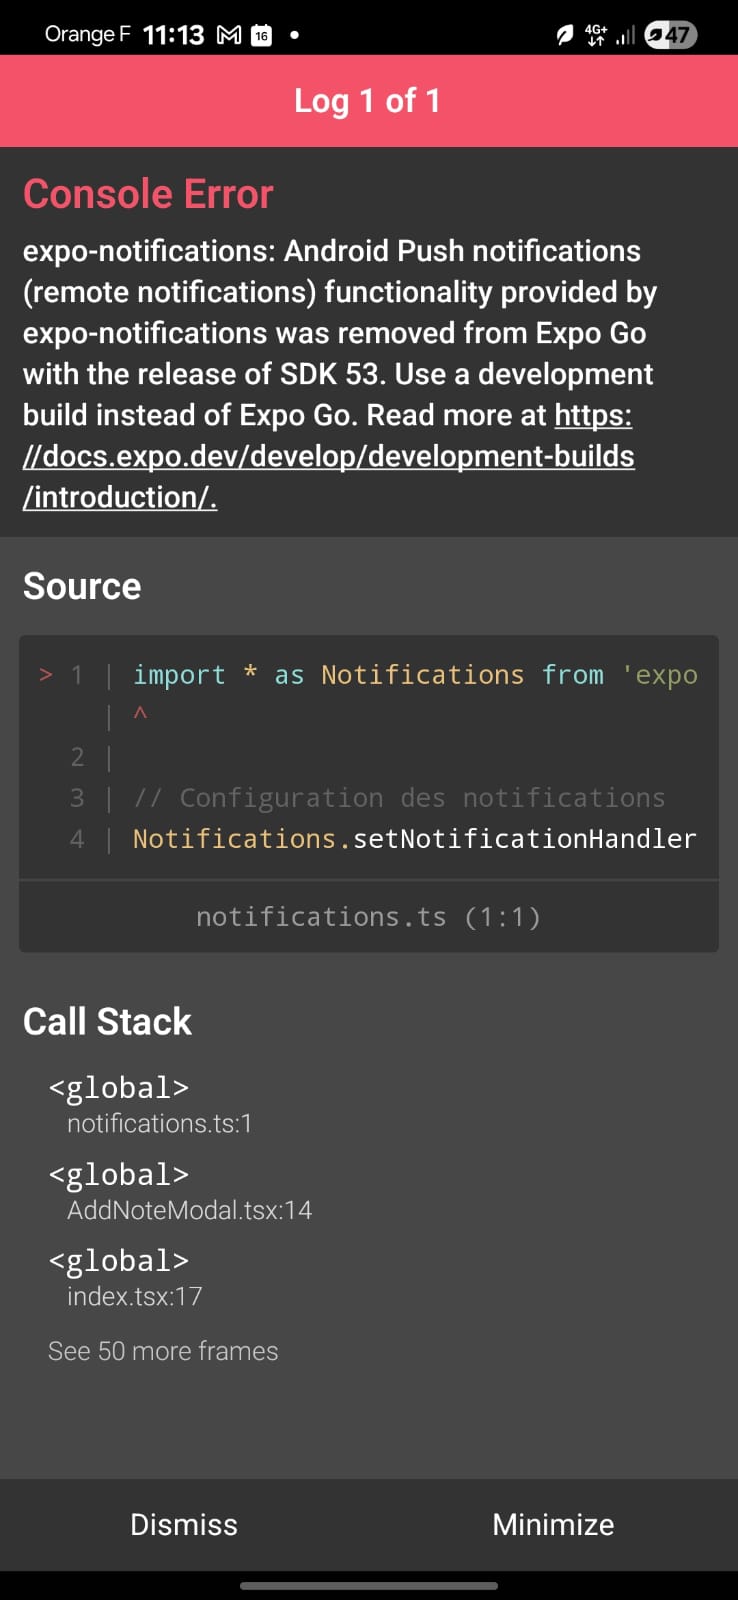 Orange F 11:13 16 4G+ 47
Log 1 of 1
Console Error
expo-notifications: Android Push notifications
(remote notifications) functionality provided by
expo-notifications was removed from Expo Go
with the release of SDK 53. Use a development
build instead of Expo Go. Read more at https:
//docs.expo.dev/develop/development-builds
/introduction/.
Source
> 1 | import * as Notifications from 'expo
| ^
2 |
3 | // Configuration des notifications
4 | Notifications.setNotificationHandler
notifications.ts (1:1)
Call Stack
<global>
notifications.ts:1
<global>
AddNoteModal.tsx:14
<global>
index.tsx:17
See 50 more frames
Dismiss Minimize